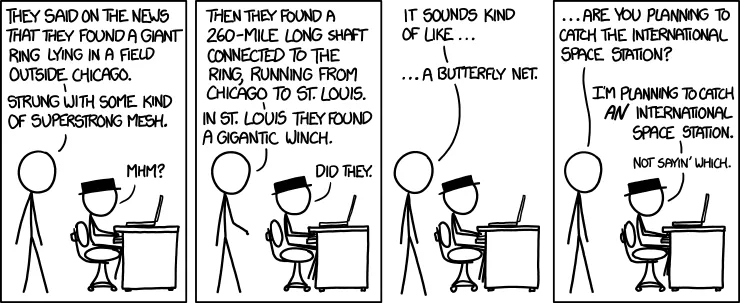 THEY SAID ON THE NEWS
THAT THEY FOUND A GIANT
RING LYING IN A FIELD
OUTSIDE CHICAGO.
STRUNG WITH SOME KIND
OF SUPERSTRONG MESH.
MHM?
THEN THEY FOUND A
260-MILE LONG SHAFT
CONNECTED TO THE
RING, RUNNING FROM
CHICAGO TO ST. LOUIS.
IN ST. LOUIS THEY FOUND
A GIGANTIC WINCH.
DID THEY.
IT SOUNDS KIND
OF LIKE ...
...A BUTTERFLY NET.
...ARE YOU PLANNING TO
CATCH THE INTERNATIONAL
SPACE STATION?
I'M PLANNING TO CATCH
AN INTERNATIONAL
SPACE STATION.
NOT SAYIN' WHICH.